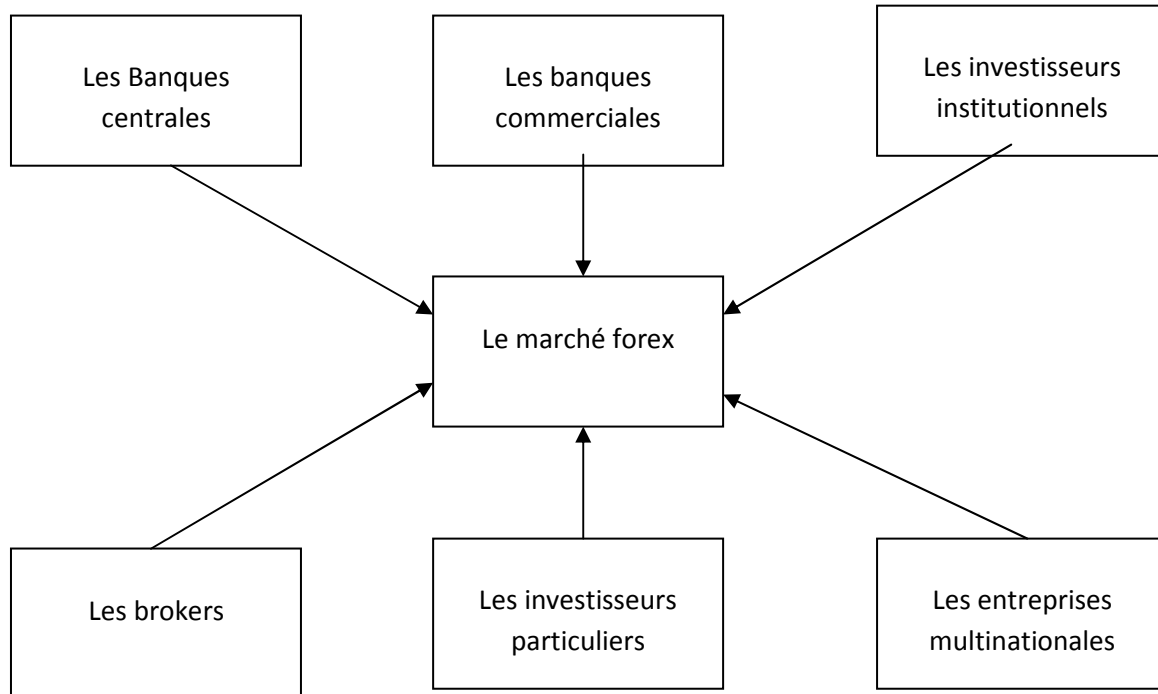 Les Banques
centrales
Les banques
commerciales
Les investisseurs
institutionnels
Le marché forex
Les brokers
Les investisseurs
particuliers
Les entreprises
multinationales